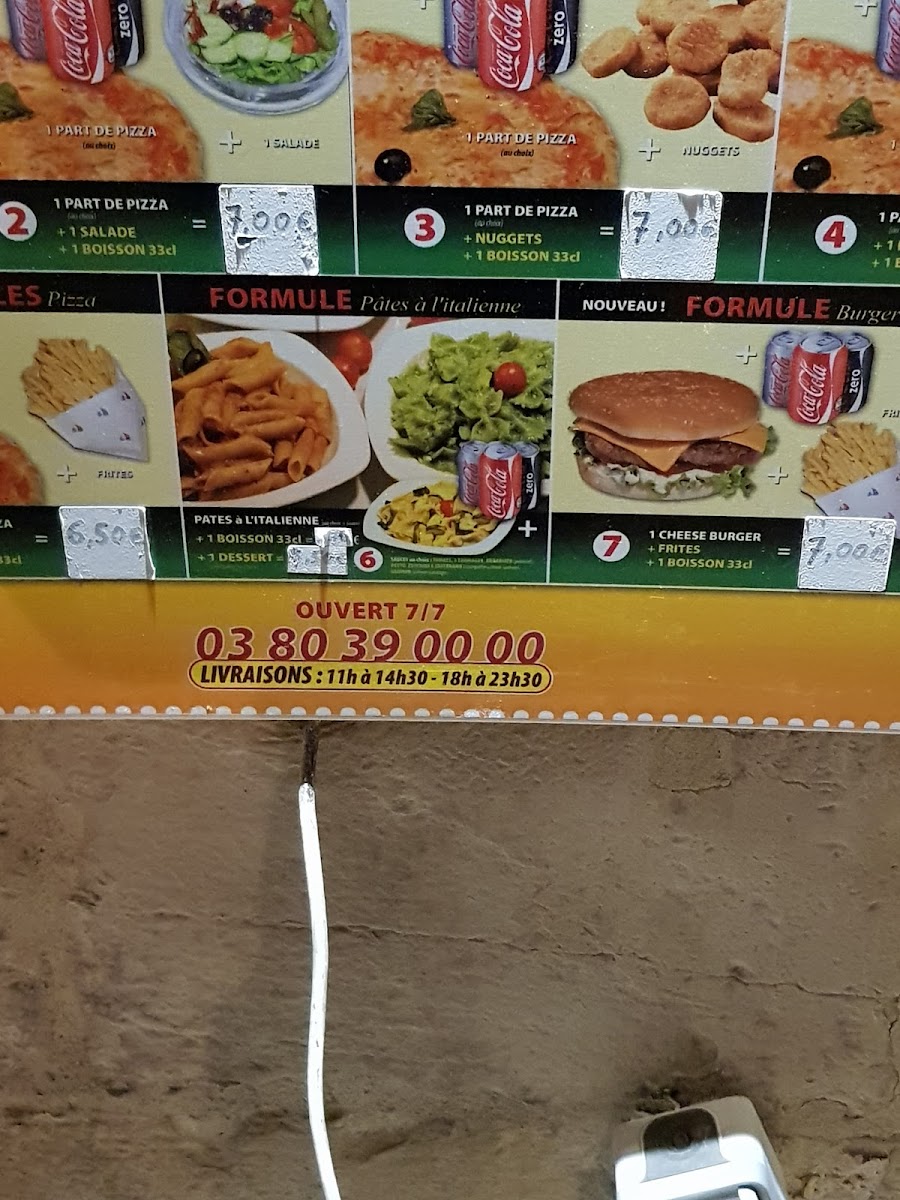 Coca-Cola
zero
Coca-Cola
zero
1 PART DE PIZZA
(au choix)
+ 1 SALADE
1 PART DE PIZZA
(au choix)
+ NUGGETS
2
1 PART DE PIZZA
(au choix)
+ 1 SALADE
+ 1 BOISSON 33cl
= 7,00€
3
1 PART DE PIZZA
(au choix)
+ NUGGETS
+ 1 BOISSON 33cl
= 7,00€
4
LES Pizza
+ FRITES
= 6,50€
33cl
FORMULE Pâtes à l'italienne
Coca-Cola
zero
+
PATES à L'ITALIENNE
+ 1 BOISSON 33cl =
+ 1 DESSERT =
6
NOUVEAU ! FORMULE Burger
+
Coca-Cola
zero
+
7
1 CHEESE BURGER
+ FRITES
+ 1 BOISSON 33cl
= 7,00€
OUVERT 7/7
03 80 39 00 00
LIVRAISONS : 11h à 14h30 - 18h à 23h30